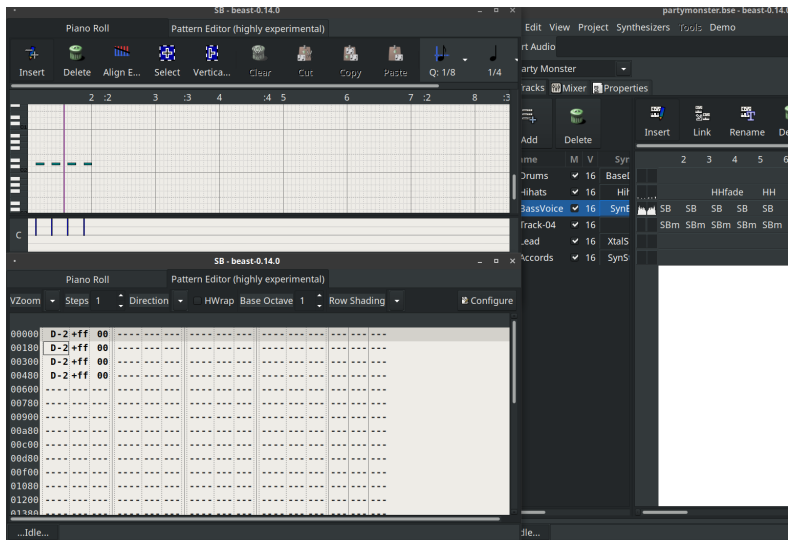 SB - beast-0.14.0
Piano Roll Pattern Editor (highly experimental)
Insert Delete Align E... Select Vertica... Clear Cut Copy Paste Q: 1/8 1/4
2 :2 3 :3 4 :4 5 6 7 :2 8 :3
C
SB - beast-0.14.0
Piano Roll Pattern Editor (highly experimental)
VZoom Steps 1 Direction HWrap Base Octave 1 Row Shading Configure
00000 D-2 +ff 00 ---- --- --- ---- --- --- ---- --- --- ---- --- ---
00180 D-2 +ff 00 ---- --- --- ---- --- --- ---- --- --- ---- --- ---
00300 D-2 +ff 00 ---- --- --- ---- --- --- ---- --- --- ---- --- ---
00480 D-2 +ff 00 ---- --- --- ---- --- --- ---- --- --- ---- --- ---
00600 ---- --- --- ---- --- --- ---- --- --- ---- --- --- ---- --- ---
00780 ---- --- --- ---- --- --- ---- --- --- ---- --- --- ---- --- ---
00900 ---- --- --- ---- --- --- ---- --- --- ---- --- --- ---- --- ---
00a80 ---- --- --- ---- --- --- ---- --- --- ---- --- --- ---- --- ---
00c00 ---- --- --- ---- --- --- ---- --- --- ---- --- --- ---- --- ---
00d80 ---- --- --- ---- --- --- ---- --- --- ---- --- --- ---- --- ---
00f00 ---- --- --- ---- --- --- ---- --- --- ---- --- --- ---- --- ---
01080 ---- --- --- ---- --- --- ---- --- --- ---- --- --- ---- --- ---
01200 ---- --- --- ---- --- --- ---- --- --- ---- --- --- ---- --- ---
01380 ---- --- --- ---- --- --- ---- --- --- ---- --- --- ---- --- ---
...Idle...
partymonster.bse - beast-0.14.0
Edit View Project Synthesizers Tools Demo
rt Audio
arty Monster
racks Mixer Properties
Add Delete
Insert Link Rename De
me M V Syn
2 3 4 5 6
Drums 16 Basel
Hihats 16 Hih
HHfade HH
BassVoice 16 SynB
SB SB SB SB SB
Track-04 16
SBm SBm SBm SBm SBm
Lead 16 XtalS
Accords 16 SynS
dle...